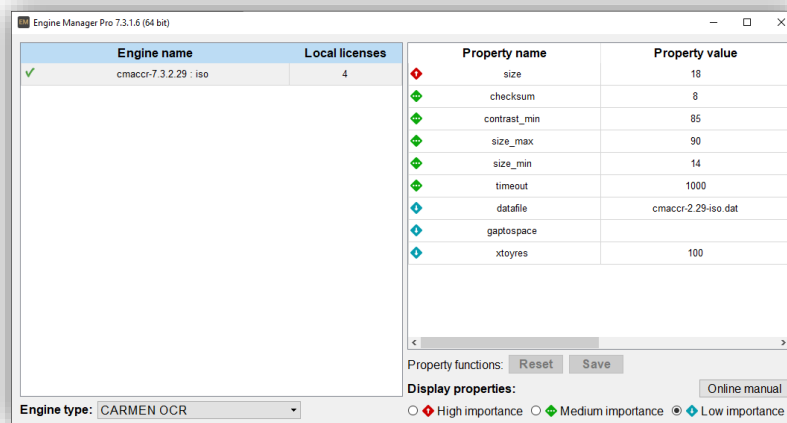 EM Engine Manager Pro 7.3.1.6 (64 bit)
Engine name Local licenses
cmaccr-7.3.2.29 : iso 4
Property name Property value
size 18
checksum 8
contrast_min 85
size_max 90
size_min 14
timeout 1000
datafile cmaccr-2.29-iso.dat
gaptospace
xtoyres 100
Property functions: Reset Save
Display properties: Online manual
Engine type: CARMEN OCR
High importance Medium importance Low importance